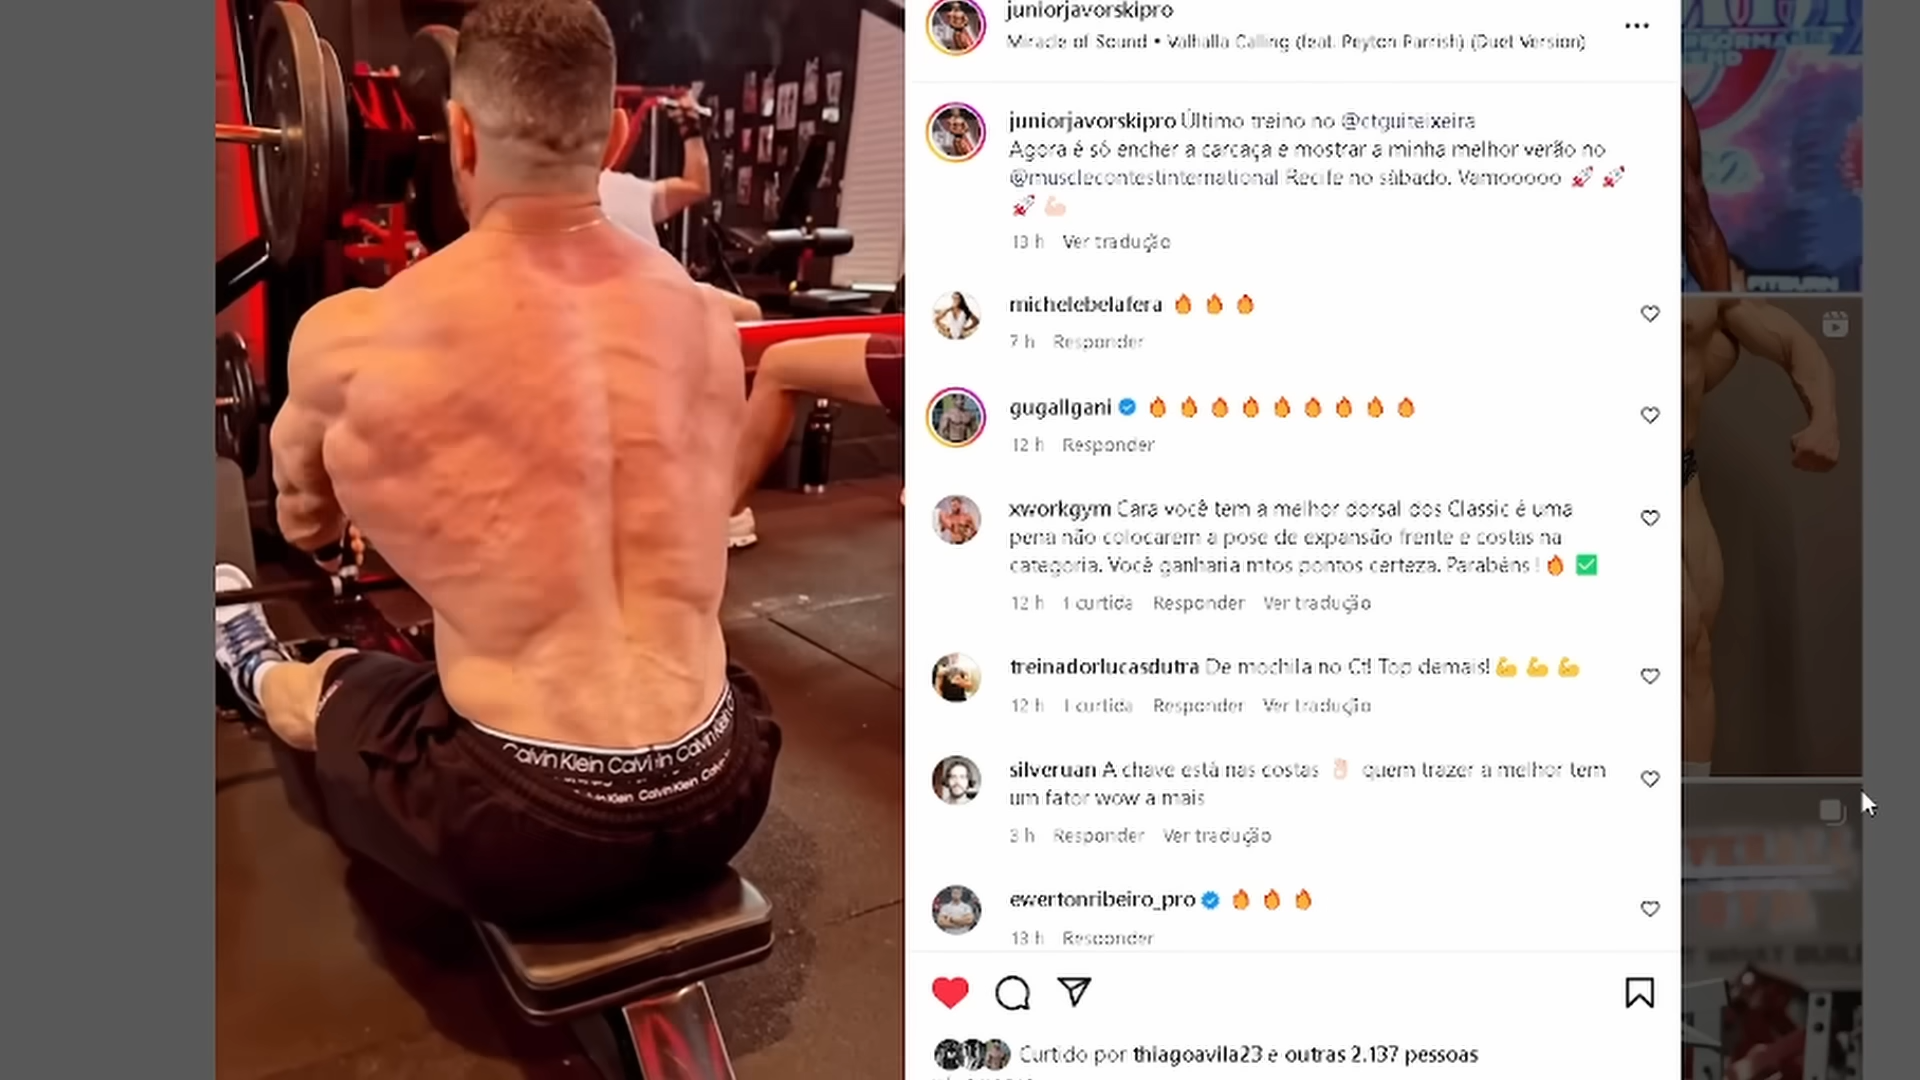 juniorjavorskipro
Miracle of Sound • Valhalla Calling (feat. Peyton Parrish) (Duet Version)
juniorjavorskipro Último treino no @ctguiteixeira
Agora é só encher a carcaça e mostrar a minha melhor verão no
@musclecontestinternational Recife no sábado. Vamooooo 🚀 🚀
🚀 💪🏻
13 h Ver tradução
michelebelafera 🔥 🔥 🔥
7 h Responder
gugallgani 🔥 🔥 🔥 🔥 🔥 🔥 🔥 🔥 🔥
12 h Responder
xworkgym Cara você tem a melhor dorsal dos Classic é uma
pena não colocarem a pose de expansão frente e costas na
categoria. Você ganharia mtos pontos certeza. Parabéns ! 🔥 ✅
12 h 1 curtida Responder Ver tradução
treinadorlucasdutra De mochila no Ct! Top demais! 💪 💪 💪
12 h 1 curtida Responder Ver tradução
silveruan A chave está nas costas 👌🏻 quem trazer a melhor tem
um fator wow a mais
3 h Responder Ver tradução
ewertonribeiro_pro 🔥 🔥 🔥
13 h Responder
Curtido por thiagoavila23 e outras 2.137 pessoas
Calvin Klein Calvin Klein
Calvin Klein
FITBURN